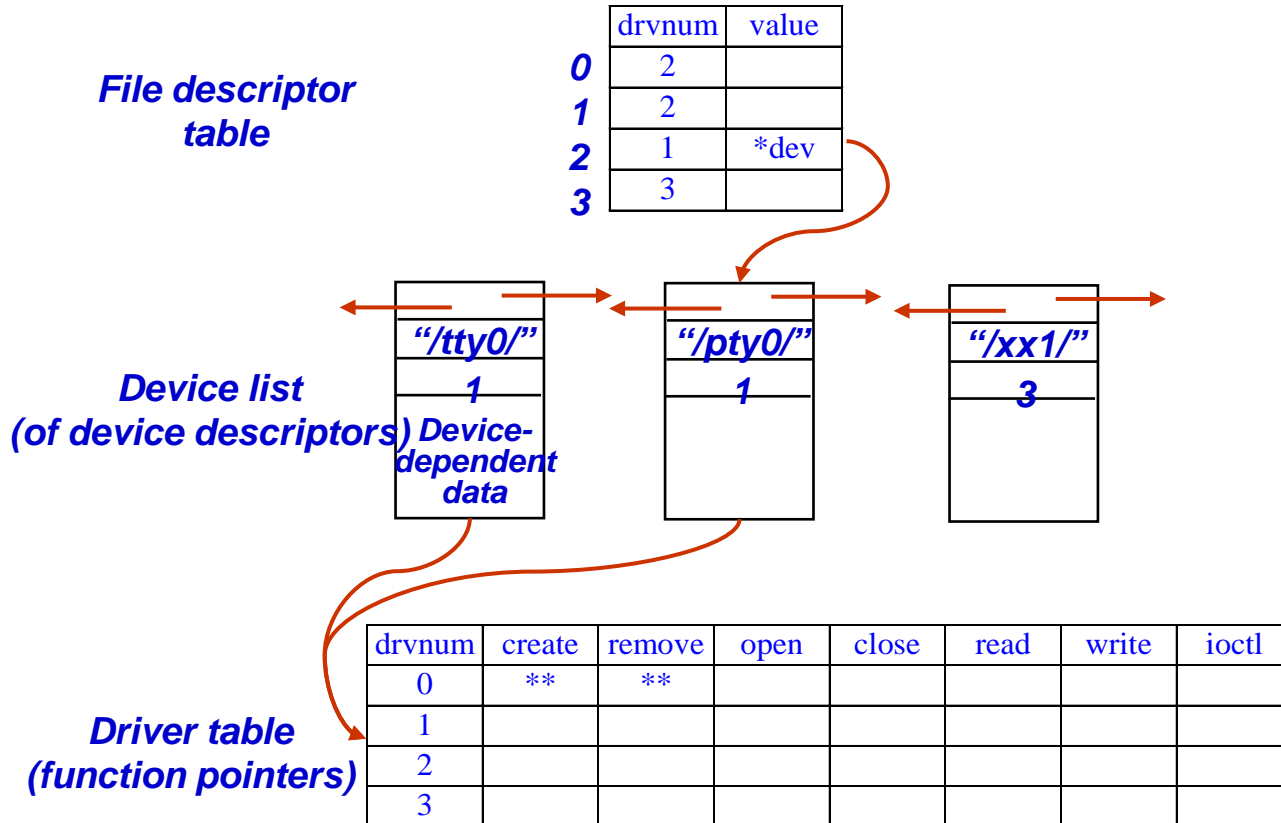 drvnum value
0 2
1 2
2 1 *dev
3 3
File descriptor
table
“/tty0/” “/pty0/” “/xx1/”
1 1 3
Device list
(of device descriptors)
Device-
dependent
data
drvnum create remove open close read write ioctl
0 ** **
1
2
3
Driver table
(function pointers)